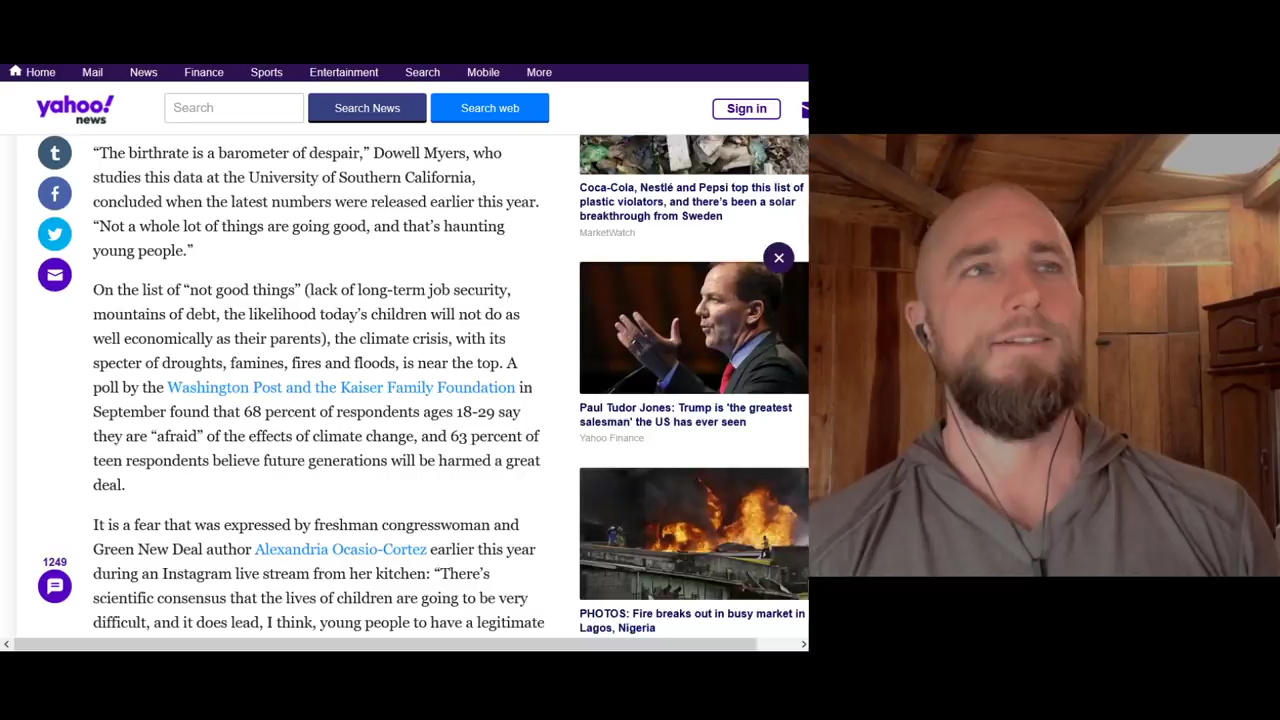 Home Mail News Finance Sports Entertainment Search Mobile More
yahoo!
news
Search
Search News
Search web
Sign in
“The birthrate is a barometer of despair,” Dowell Myers, who
studies this data at the University of Southern California,
concluded when the latest numbers were released earlier this year.
“Not a whole lot of things are going good, and that’s haunting
young people.”
On the list of “not good things” (lack of long-term job security,
mountains of debt, the likelihood today’s children will not do as
well economically as their parents), the climate crisis, with its
specter of droughts, famines, fires and floods, is near the top. A
poll by the Washington Post and the Kaiser Family Foundation in
September found that 68 percent of respondents ages 18-29 say
they are “afraid” of the effects of climate change, and 63 percent of
teen respondents believe future generations will be harmed a great
deal.
It is a fear that was expressed by freshman congresswoman and
Green New Deal author Alexandria Ocasio-Cortez earlier this year
during an Instagram live stream from her kitchen: “There’s
scientific consensus that the lives of children are going to be very
difficult, and it does lead, I think, young people to have a legitimate
1249
Coca-Cola, Nestlé and Pepsi top this list of
plastic violators, and there’s been a solar
breakthrough from Sweden
MarketWatch
Paul Tudor Jones: Trump is 'the greatest
salesman' the US has ever seen
Yahoo Finance
PHOTOS: Fire breaks out in busy market in
Lagos, Nigeria